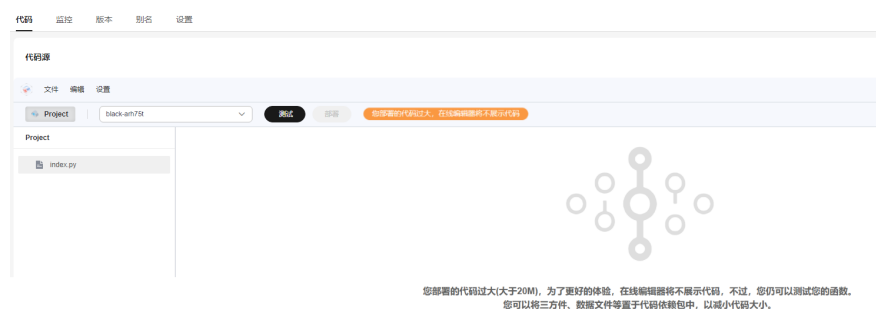 代码 监控 版本 别名 设置
代码源
文件 编辑 设置
Project black-arh75t 测试 部署 您部署的代码过大，在线编辑器将不展示代码
Project
index.py
您部署的代码过大(大于20M)，为了更好的体验，在线编辑器将不展示代码，不过，您仍可以测试您的函数。
您可以将三方件、数据文件等置于代码依赖包中，以减小代码大小。